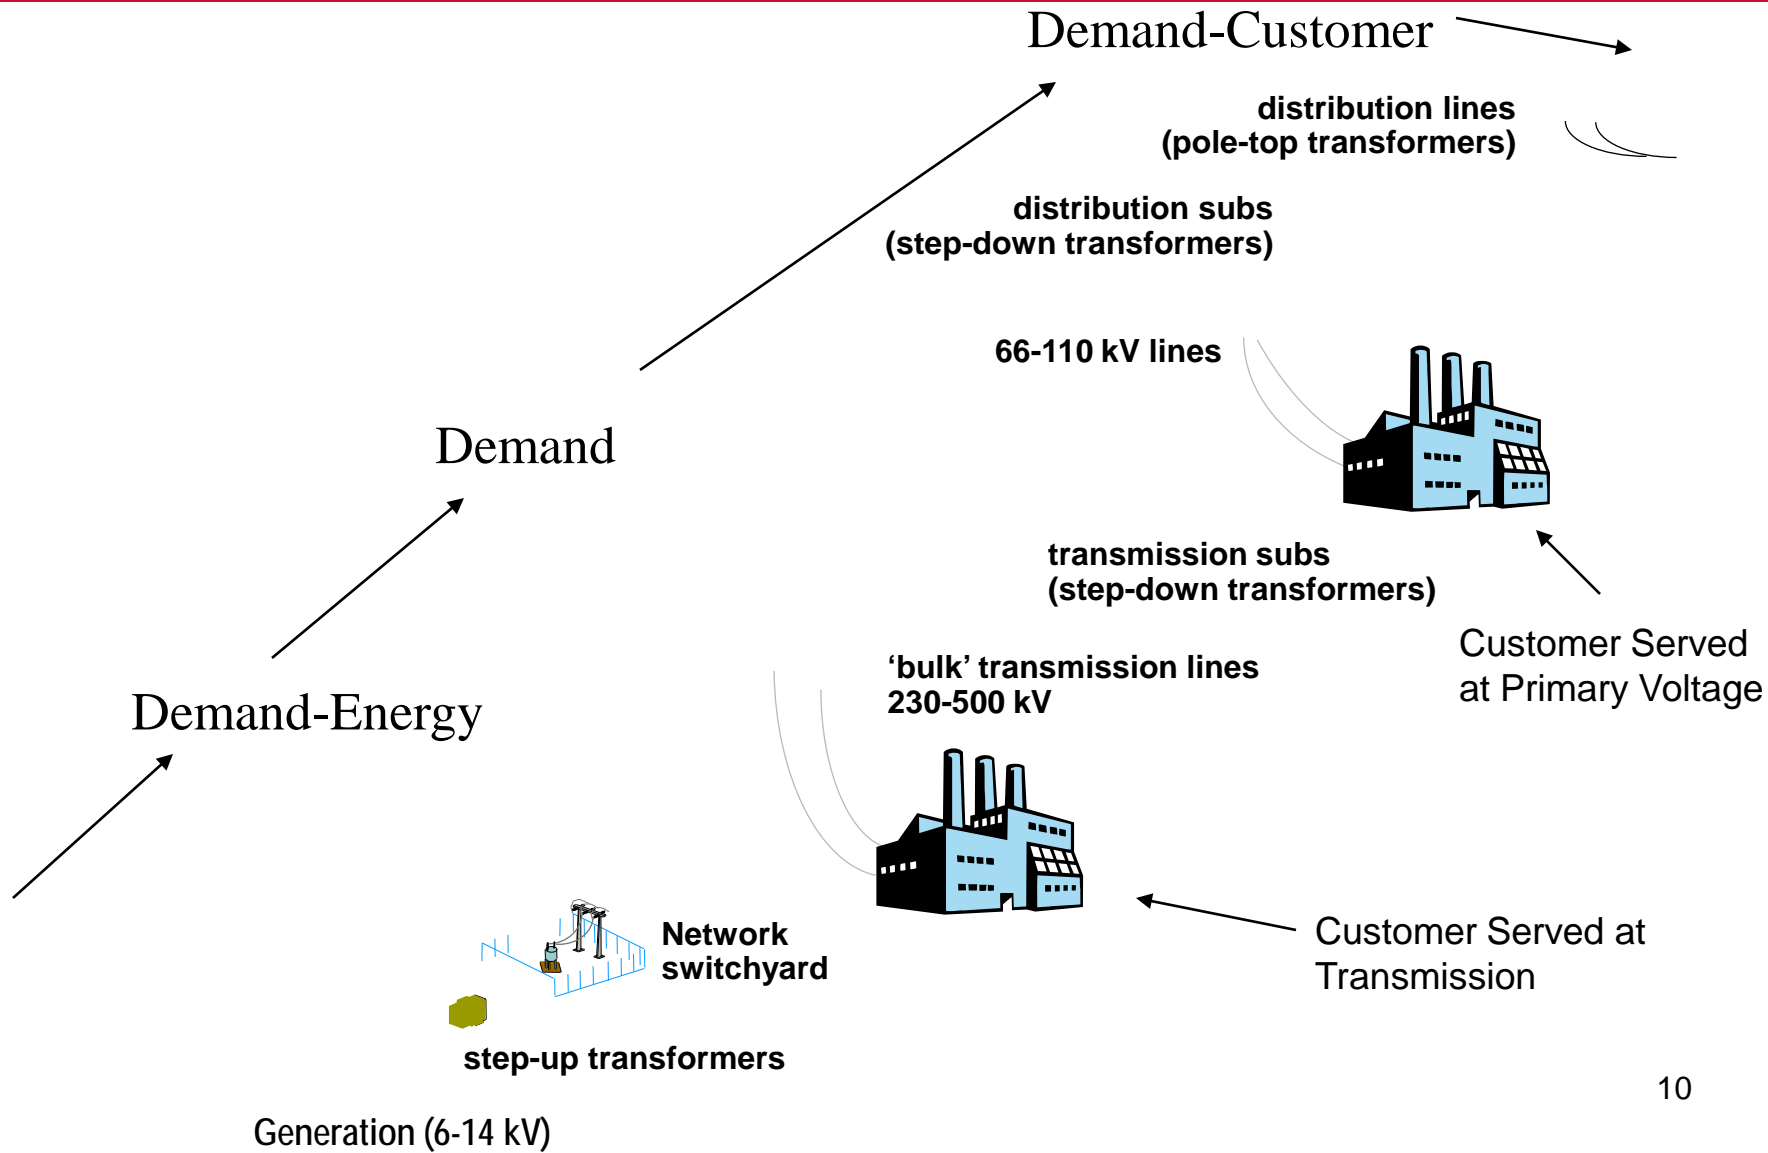 Demand-Customer
distribution lines
(pole-top transformers)
distribution subs
(step-down transformers)
66-110 kV lines
Demand
transmission subs
(step-down transformers)
Customer Served
at Primary Voltage
‘bulk’ transmission lines
230-500 kV
Demand-Energy
Network
switchyard
Customer Served at
Transmission
step-up transformers
10
Generation (6-14 kV)